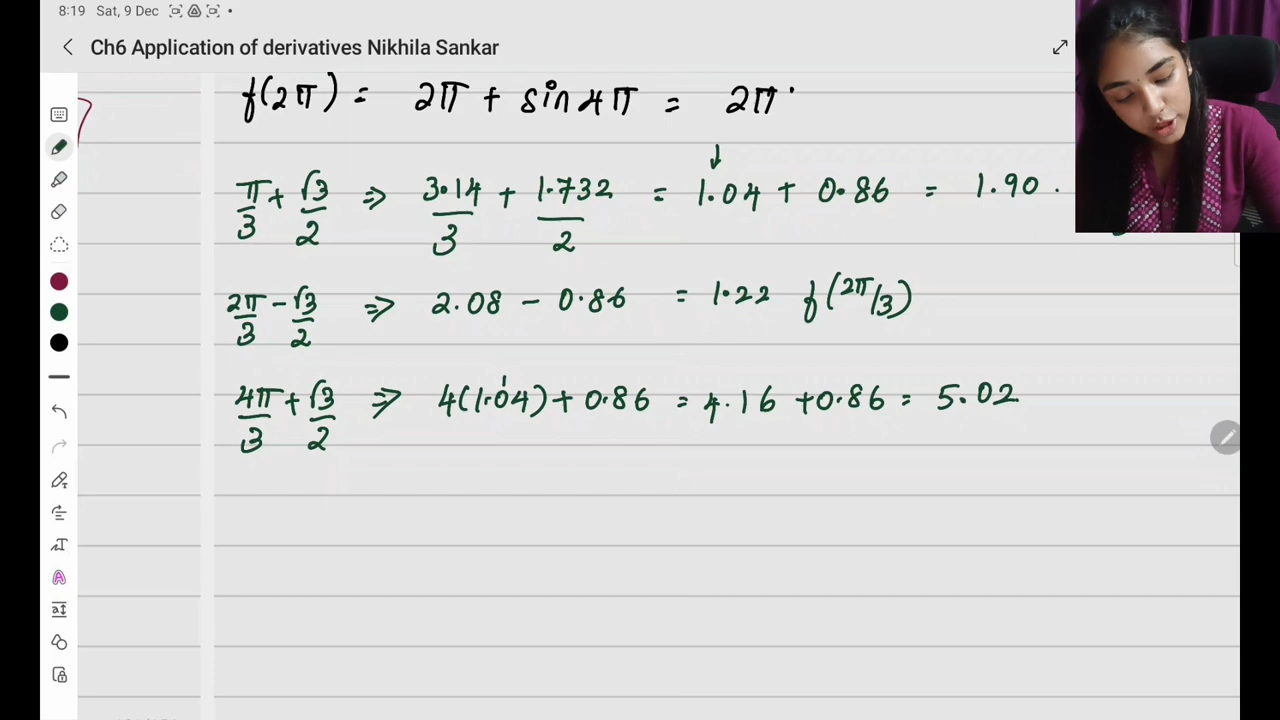 8:19 Sat, 9 Dec
Ch6 Application of derivatives Nikhila Sankar
f(2π) = 2π + sin 4π = 2π.
π/3 + √3/2 ⇒ 3.14/3 + 1.732/2 = 1.04 + 0.86 = 1.90.
2π/3 − √3/2 ⇒ 2.08 − 0.86 = 1.22 f(2π/3)
4π/3 + √3/2 ⇒ 4(1.04) + 0.86 = 4.16 + 0.86 = 5.02